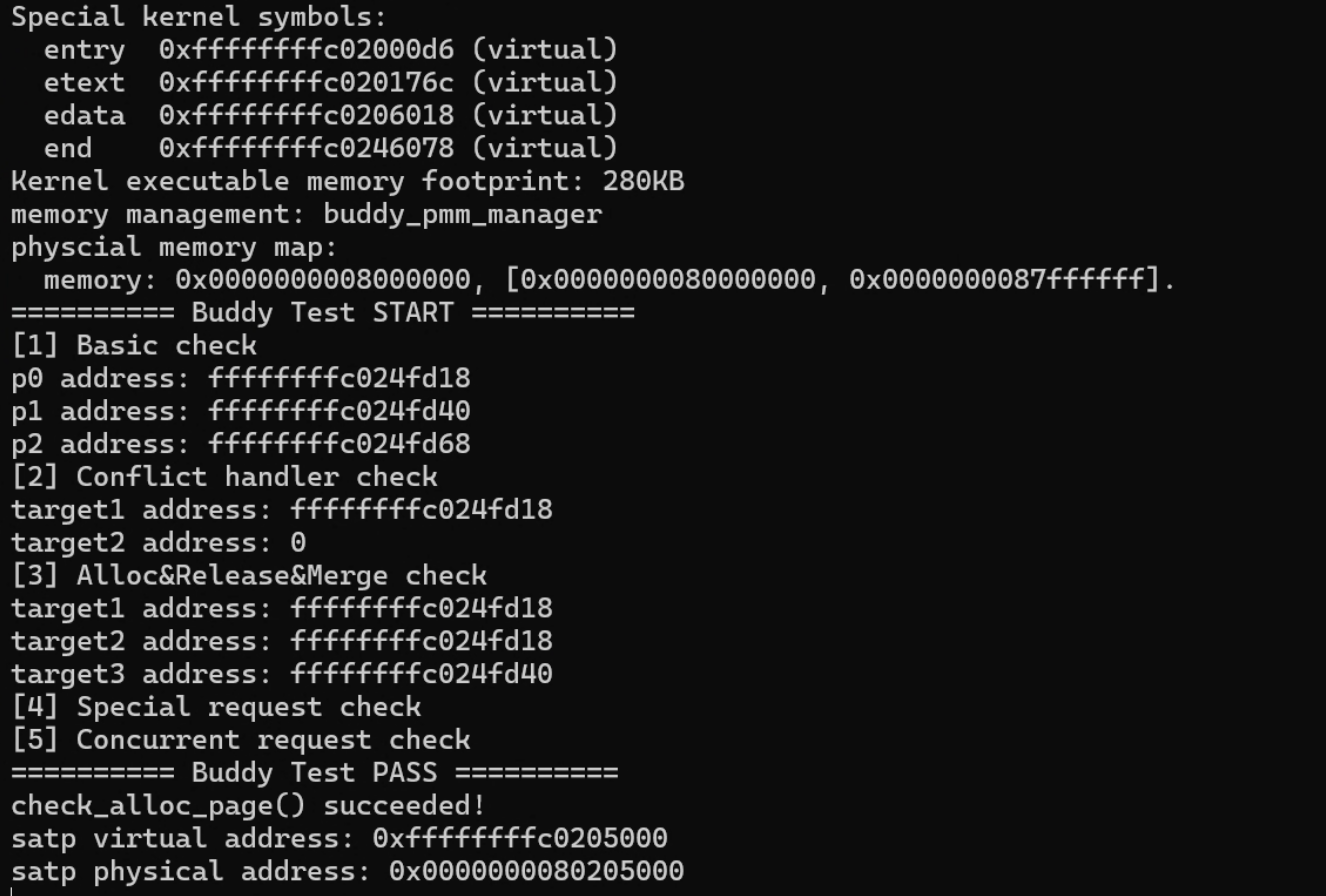 Special kernel symbols:
  entry  0xffffffffc02000d6 (virtual)
  etext  0xffffffffc020176c (virtual)
  edata  0xffffffffc0206018 (virtual)
  end    0xffffffffc0246078 (virtual)
Kernel executable memory footprint: 280KB
memory management: buddy_pmm_manager
physcial memory map:
  memory: 0x0000000008000000, [0x0000000080000000, 0x0000000087ffffff].
========== Buddy Test START ==========
[1] Basic check
p0 address: ffffffffc024fd18
p1 address: ffffffffc024fd40
p2 address: ffffffffc024fd68
[2] Conflict handler check
target1 address: ffffffffc024fd18
target2 address: 0
[3] Alloc&Release&Merge check
target1 address: ffffffffc024fd18
target2 address: ffffffffc024fd18
target3 address: ffffffffc024fd40
[4] Special request check
[5] Concurrent request check
========== Buddy Test PASS ==========
check_alloc_page() succeeded!
satp virtual address: 0xffffffffc0205000
satp physical address: 0x0000000080205000